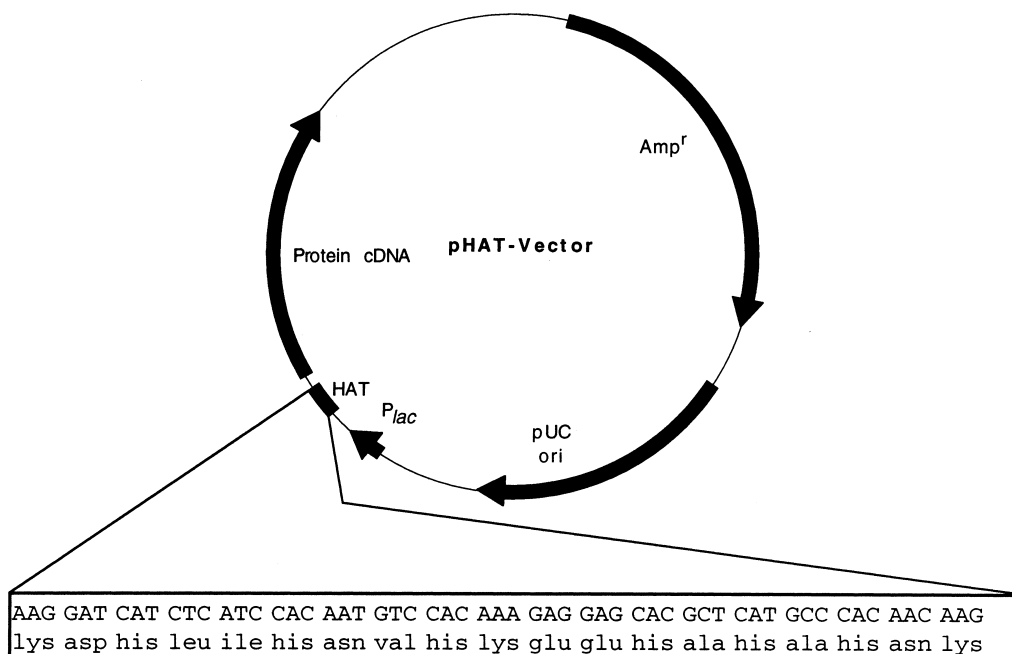 Ampʳ
pHAT-Vector
Protein cDNA
HAT
Plac
pUC
ori
AAG GAT CAT CTC ATC CAC AAT GTC CAC AAA GAG GAG CAC GCT CAT GCC CAC AAC AAG
lys asp his leu ile his asn val his lys glu glu his ala his ala his asn lys